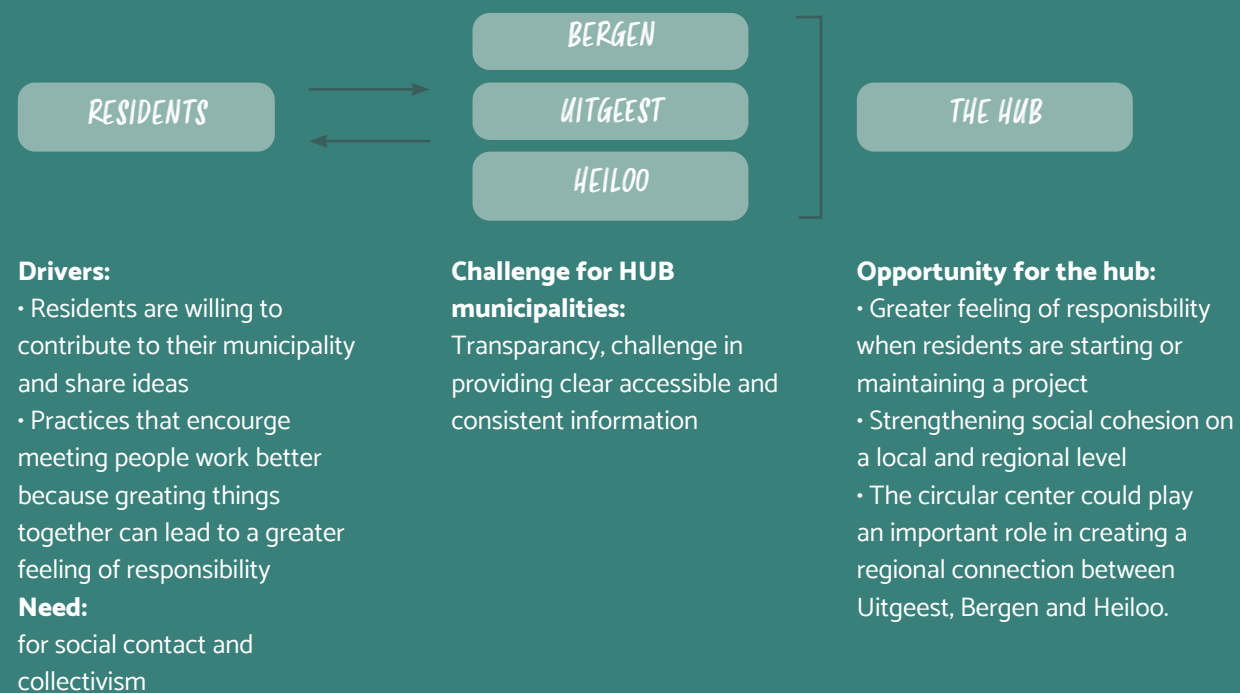 RESIDENTS
BERGEN
UITGEEST
HEILOO
THE HUB
Drivers:
• Residents are willing to
contribute to their municipality
and share ideas
• Practices that encourge
meeting people work better
because greating things
together can lead to a greater
feeling of responsibility
Need:
for social contact and
collectivism
Challenge for HUB
municipalities:
Transparancy, challenge in
providing clear accessible and
consistent information
Opportunity for the hub:
• Greater feeling of responisbility
when residents are starting or
maintaining a project
• Strengthening social cohesion on
a local and regional level
• The circular center could play
an important role in creating a
regional connection between
Uitgeest, Bergen and Heiloo.